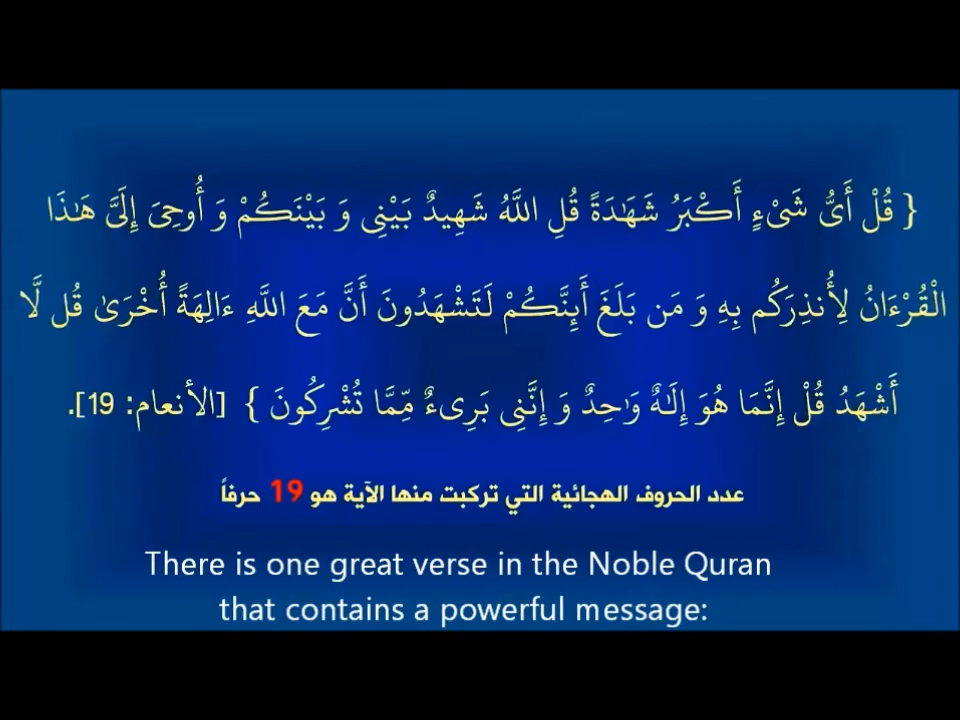 { قُلْ أَىُّ شَىْءٍ أَكْبَرُ شَهَٰدَةً قُلِ اللَّهُ شَهِيدٌ بَيْنِى وَ بَيْنَكُمْ وَ أُوحِىَ إِلَىَّ هَٰذَا
الْقُرْءَانُ لِأُنذِرَكُم بِهِ وَ مَن بَلَغَ أَئِنَّكُمْ لَتَشْهَدُونَ أَنَّ مَعَ اللَّهِ ءَالِهَةً أُخْرَىٰ قُل لَّا
أَشْهَدُ قُلْ إِنَّمَا هُوَ إِلَٰهٌ وَٰحِدٌ وَ إِنَّنِى بَرِىءٌ مِّمَّا تُشْرِكُونَ } [الأنعام: 19].
عدد الحروف الهجائية التي تركبت منها الآية هو 19 حرفاً
There is one great verse in the Noble Quran
that contains a powerful message: